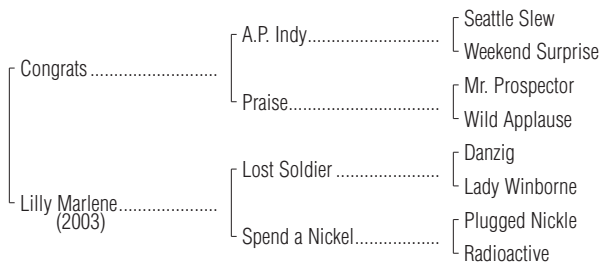 Seattle Slew
A.P. Indy..................................
Weekend Surprise
Congrats ..........................
Mr. Prospector
Praise.......................................
Wild Applause
Danzig
Lost Soldier ..........................
Lady Winborne
Lilly Marlene....................
(2003)
Plugged Nickle
Spend a Nickel.....................
Radioactive